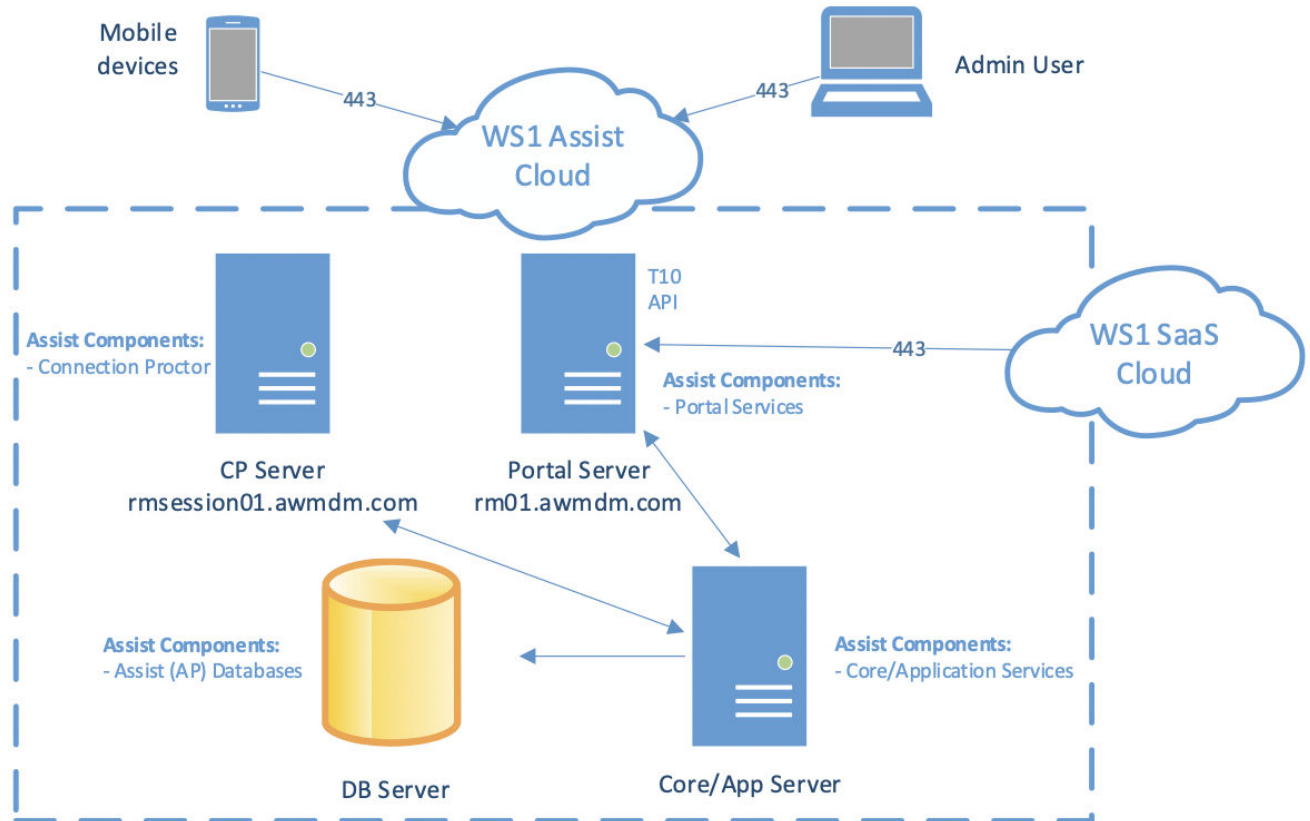 Mobile
devices
443
443
Admin User
WS1 Assist
Cloud
T10
API
Assist Components:
- Connection Proctor
443
WS1 SaaS
Cloud
Assist Components:
- Portal Services
CP Server
rmsession01.awmdm.com
Portal Server
rm01.awmdm.com
Assist Components:
- Assist (AP) Databases
Assist Components:
- Core/Application Services
DB Server
Core/App Server